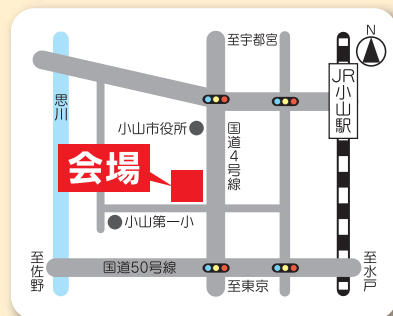 至宇都宮
N
JR小山駅
思川
小山市役所
国道4号線
会場
小山第一小
至佐野
国道50号線
至水戸
至東京